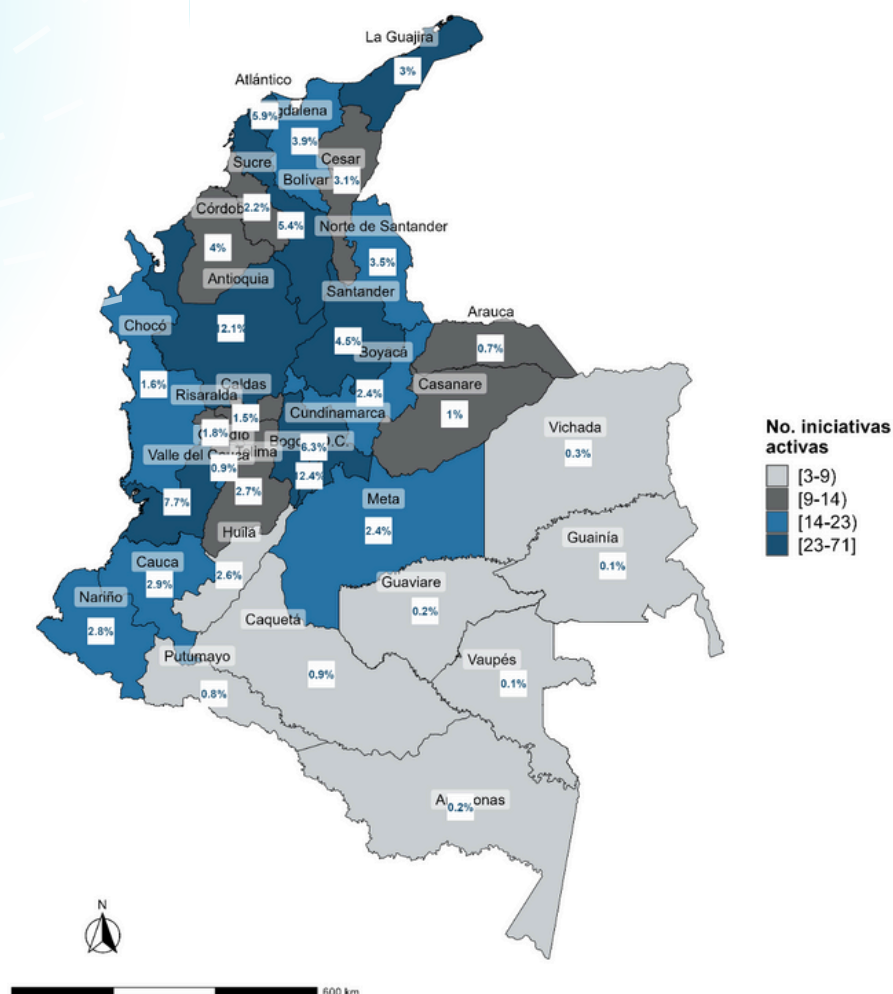 La Guajira
3%
Atlántico
5.9%
gdalena
3.9%
Sucre
Cesar
Bolívar
3.1%
Córdob
2.2%
5.4%
Norte de Santander
4%
3.5%
Antioquia
Santander
Arauca
Chocó
12.1%
4.5%
Boyacá
0.7%
1.6%
Risaralda
Caldas
2.4%
Casanare
1.5%
Cundinamarca
1%
Vichada
1.8%
6.3%
0.3%
Valle del Cauca
0.9%
12.4%
7.7%
2.7%
Meta
2.4%
Huila
Guainía
0.1%
Cauca
2.6%
2.9%
Guaviare
0.2%
Nariño
2.8%
Caquetá
Putumayo
Vaupés
0.9%
0.1%
0.8%
0.2%
No. iniciativas
activas
[3-9)
[9-14)
[14-23)
[23-71]
N
600 km